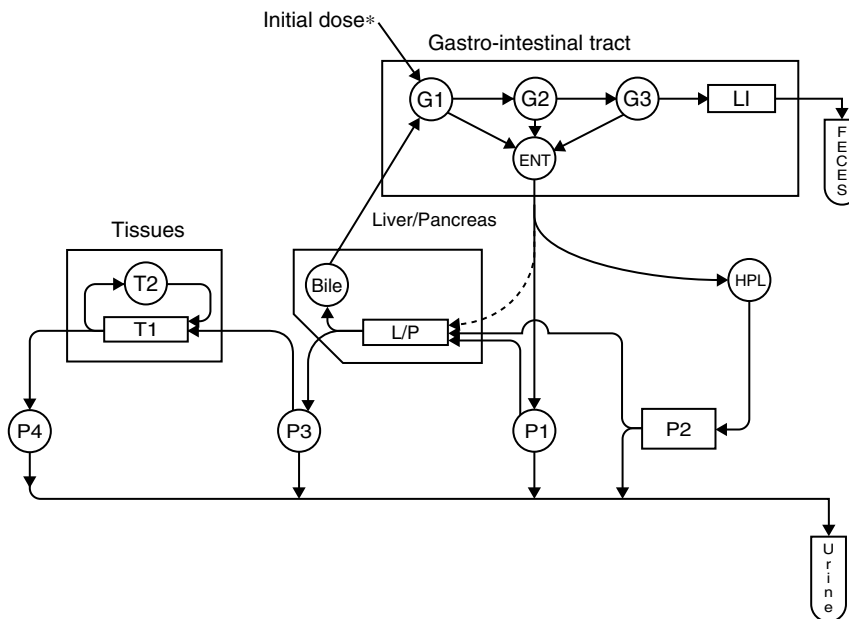 Initial dose*
Gastro-intestinal tract
G1
G2
G3
LI
ENT
FECES
Liver/Pancreas
Tissues
Bile
T2
HPL
T1
L/P
P4
P3
P1
P2
Urine